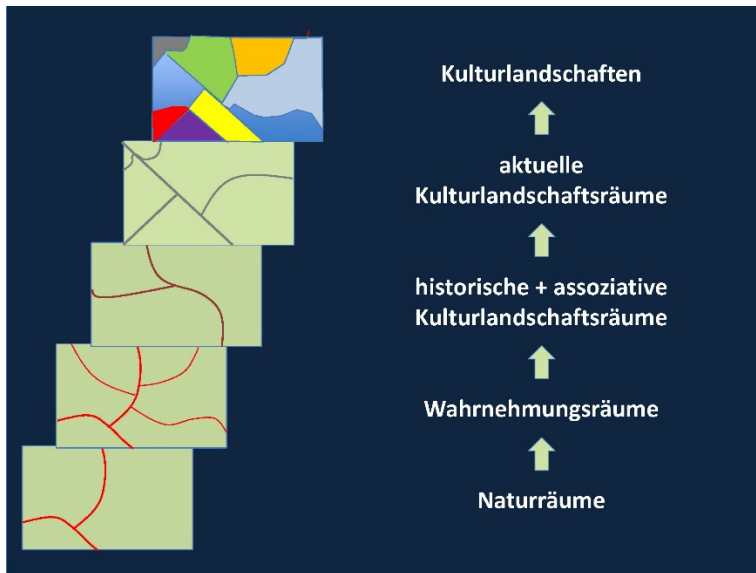 Kulturlandschaften
aktuelle
Kulturlandschaftsräume
historische + assoziative
Kulturlandschaftsräume
Wahrnehmungsräume
Naturräume